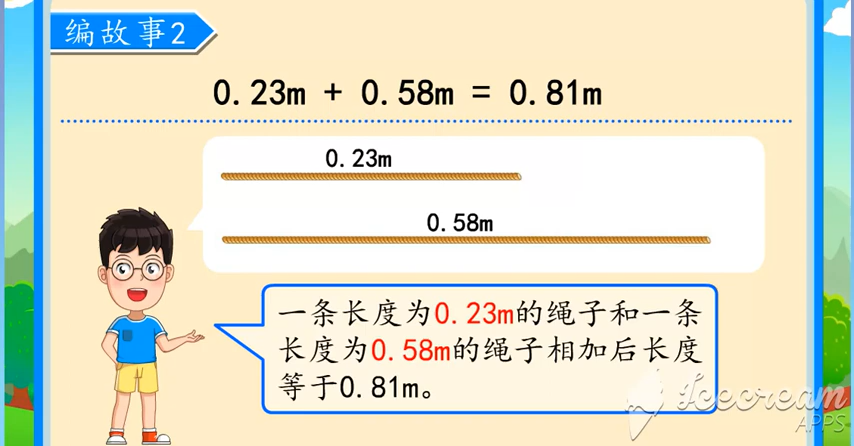 编故事2
0.23m + 0.58m = 0.81m
0.23m
0.58m
一条长度为0.23m的绳子和一条
长度为0.58m的绳子相加后长度
等于0.81m。
Icecream
APPS